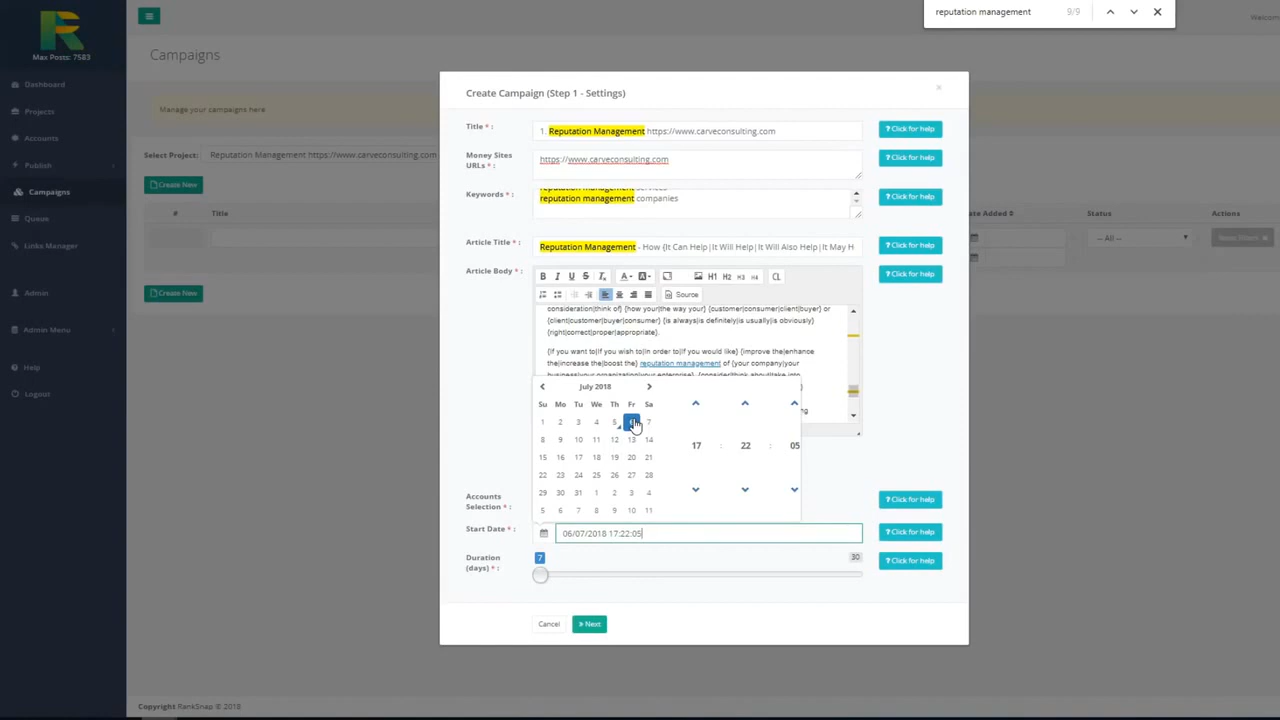 reputation management 9/9
Welcom
Max Posts: 7583
Campaigns
Dashboard
Projects
Accounts
Publish
Campaigns
Queue
Links Manager
Admin
Admin Menu
Help
Logout
Manage your campaigns here
Select Project: Reputation Management https://www.carveconsulting.com
Create New
# Title
ate Added Status Actions
-- All --
Create New
Create Campaign (Step 1 - Settings) ×
Title * : 1. Reputation Management https://www.carveconsulting.com ? Click for help
Money Sites URLs * : https://www.carveconsulting.com ? Click for help
reputation management services
Keywords * : reputation management companies ? Click for help
Article Title * : Reputation Management - How {It Can Help|It Will Help|It Will Also Help|It May H ? Click for help
Article Body * : ? Click for help
B I U S Tx A A H1 H2 H3 H4 CL
Source
consideration|think of} {how your|the way your} {customer|consumer|client|buyer} or
{client|customer|buyer|consumer} {is always|is definitely|is usually|is obviously}
{right|correct|proper|appropriate}.
{If you want to|If you wish to|In order to|If you would like} {improve the|enhance
the|increase the|boost the} reputation management of {your company|your
business|your organization|your enterprise}, {consider|think about|take into
July 2018
Su Mo Tu We Th Fr Sa
1 2 3 4 5 6 7
8 9 10 11 12 13 14
15 16 17 18 19 20 21
22 23 24 25 26 27 28
29 30 31 1 2 3 4
5 6 7 8 9 10 11
17 : 22 : 05
Accounts Selection * : ? Click for help
Start Date * : 06/07/2018 17:22:05 ? Click for help
Duration (days) * : 7 30 ? Click for help
Cancel » Next
Copyright RankSnap © 2018